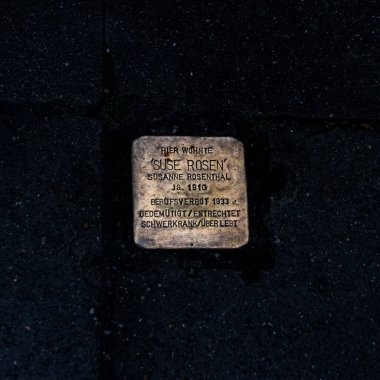 HIER WOHNTE
'SUSE ROSEN'
SUSANNE ROSENTHAL
JG. 1910
BERUFSVERBOT 1933
GEDEMÜTIGT/ENTRECHTET
SCHWERKRANK/ÜBERLEBT